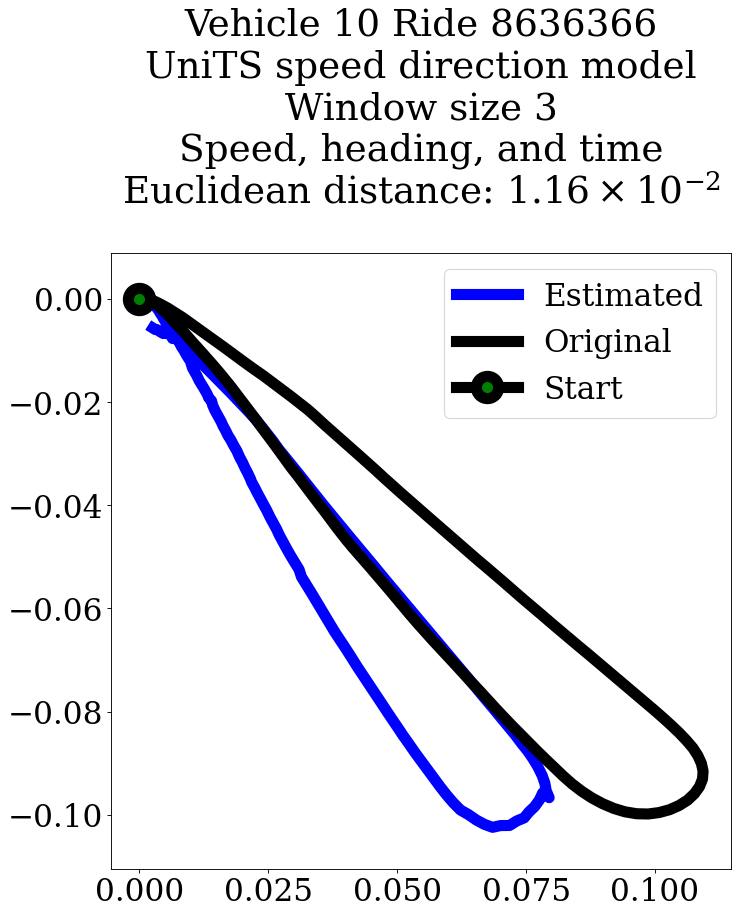 Vehicle 10 Ride 8636366
UniTS speed direction model
Window size 3
Speed, heading, and time
Euclidean distance: 1.16 × 10⁻²
Estimated
Original
Start
0.00
−0.02
−0.04
−0.06
−0.08
−0.10
0.000 0.025 0.050 0.075 0.100